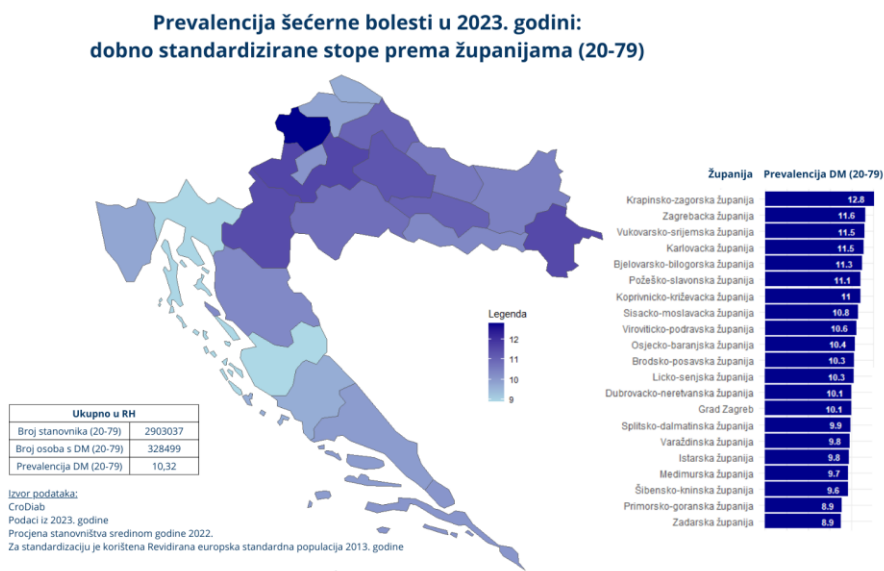 Prevalencija šećerne bolesti u 2023. godini:
dobno standardizirane stope prema županijama (20-79)
Županija Prevalencija DM (20-79)
Krapinsko-zagorska županija 12.8
Zagrebacka županija 11.6
Vukovarsko-srijemska županija 11.5
Karlovacka županija 11.5
Bjelovarsko-bilogorska županija 11.3
Požeško-slavonska županija 11.1
Koprivnicko-križevacka županija 11
Sisacko-moslavacka županija 10.8
Viroviticko-podravska županija 10.6
Osjecko-baranjska županija 10.4
Brodsko-posavska županija 10.3
Licko-senjska županija 10.3
Dubrovacko-neretvanska županija 10.1
Grad Zagreb 10.1
Splitsko-dalmatinska županija 9.9
Varaždinska županija 9.8
Istarska županija 9.8
Medimurska županija 9.7
Šibensko-kninska županija 9.6
Primorsko-goranska županija 8.9
Zadarska županija 8.9
Legenda
12
11
10
9
Ukupno u RH
Broj stanovnika (20-79) 2903037
Broj osoba s DM (20-79) 328499
Prevalencija DM (20-79) 10,32
Izvor podataka:
CroDiab
Podaci iz 2023. godine
Procjena stanovništva sredinom godine 2022.
Za standardizaciju je korištena Revidirana europska standardna populacija 2013. godine